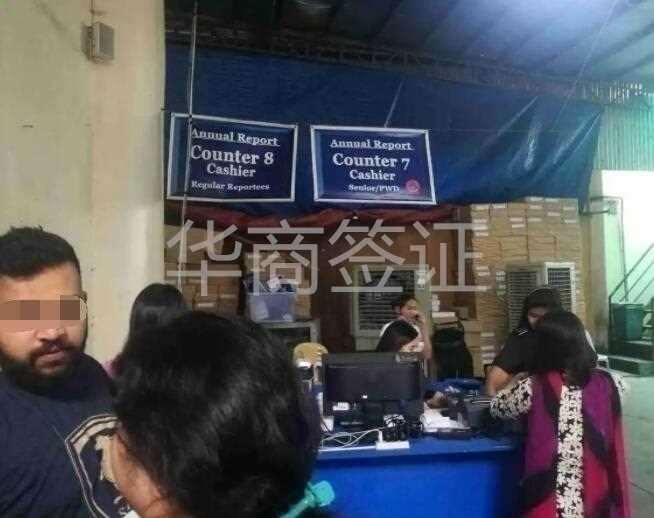 Annual Report
Counter 8
Cashier
Regular Reportees
Annual Report
Counter 7
Cashier
Senior/PWD
华商签证